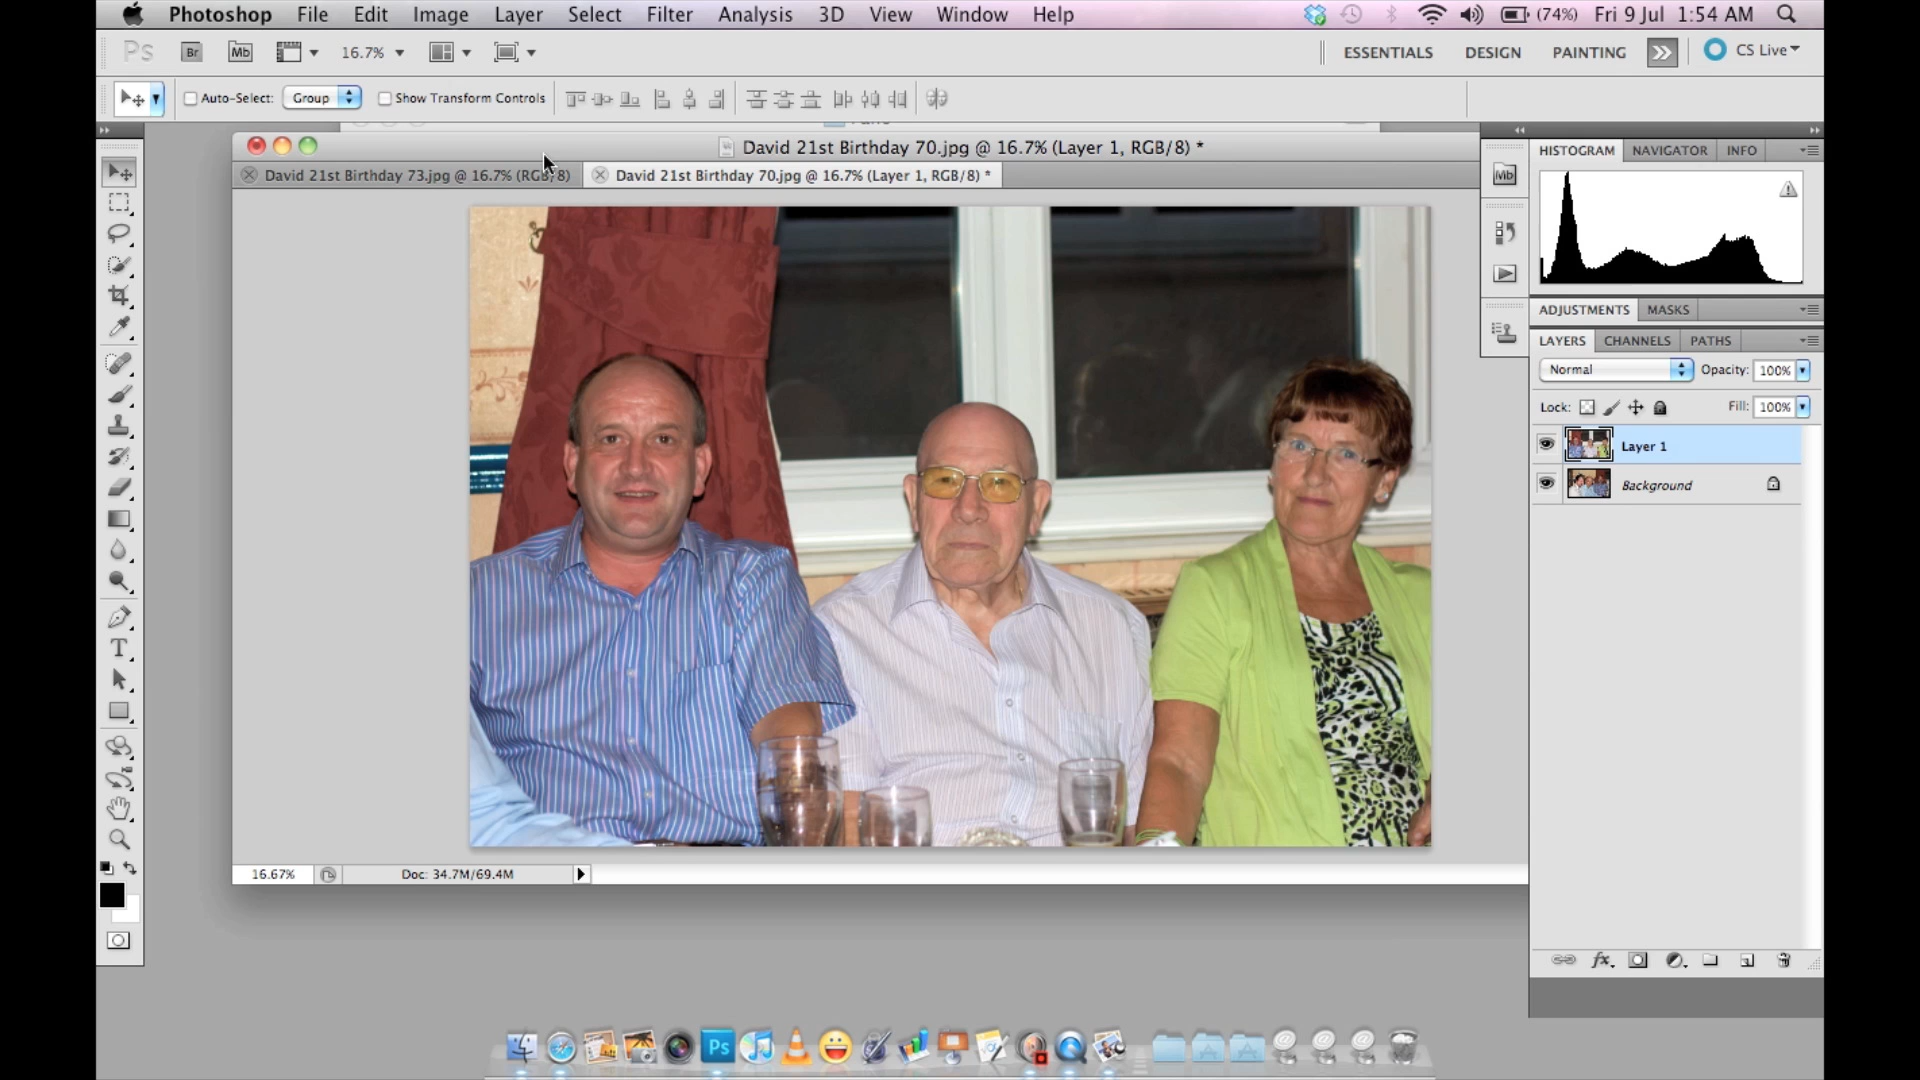 Photoshop File Edit Image Layer Select Filter Analysis 3D View Window Help (74%) Fri 9 Jul 1:54 AM
Ps Br Mb 16.7% ESSENTIALS DESIGN PAINTING CS Live
Auto-Select: Group Show Transform Controls
David 21st Birthday 70.jpg @ 16.7% (Layer 1, RGB/8) *
David 21st Birthday 73.jpg @ 16.7% (RGB/8) David 21st Birthday 70.jpg @ 16.7% (Layer 1, RGB/8) *
Mb
HISTOGRAM NAVIGATOR INFO
ADJUSTMENTS MASKS
LAYERS CHANNELS PATHS
Normal Opacity: 100%
Lock: Fill: 100%
Layer 1
Background
T
fx
16.67% Doc: 34.7M/69.4M
Ps